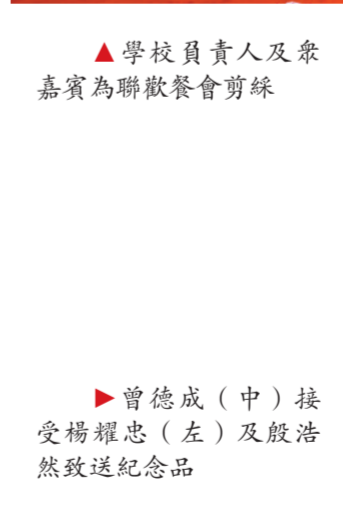 ▲學校負責人及衆
嘉賓為聯歡餐會剪綵
▶曾德成（中）接
受楊耀忠（左）及殷浩
然致送紀念品